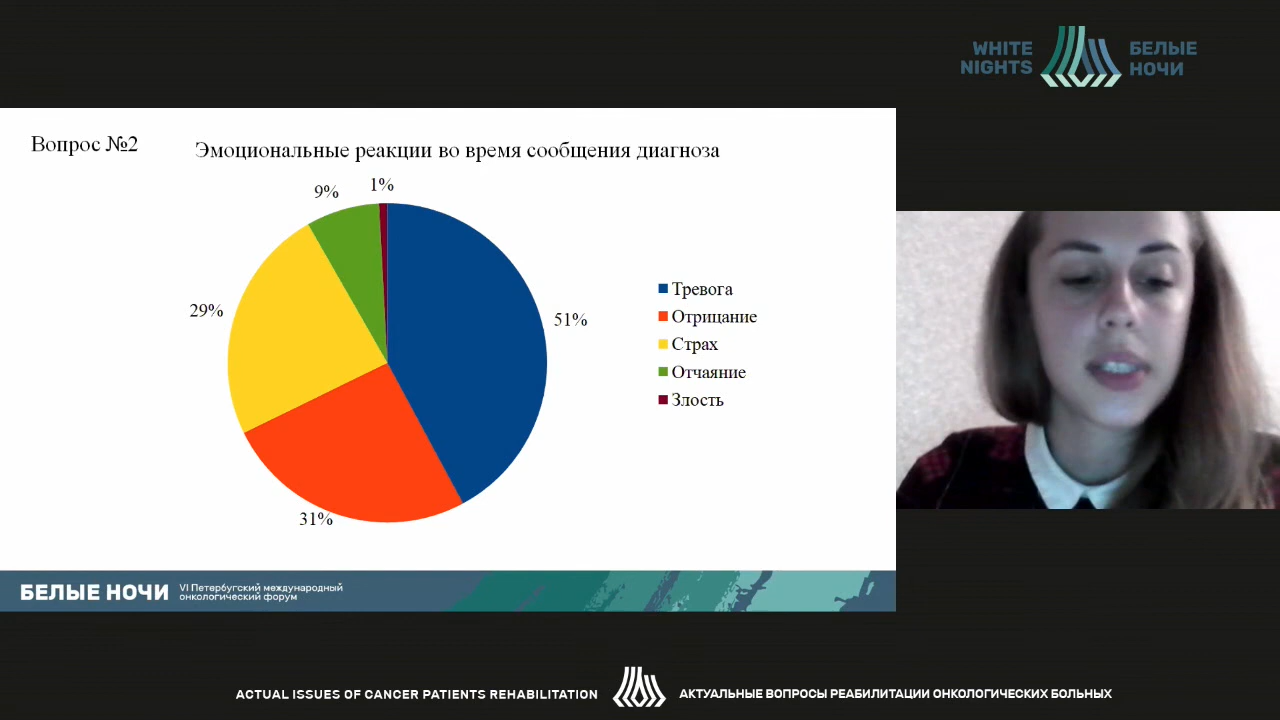 WHITE
NIGHTS
БЕЛЫЕ
НОЧИ
Вопрос №2
Эмоциональные реакции во время сообщения диагноза
9%
1%
29%
51%
31%
Тревога
Отрицание
Страх
Отчаяние
Злость
БЕЛЫЕ НОЧИ
VI Петербугский международный
онкологический форум
ACTUAL ISSUES OF CANCER PATIENTS REHABILITATION
АКТУАЛЬНЫЕ ВОПРОСЫ РЕАБИЛИТАЦИИ ОНКОЛОГИЧЕСКИХ БОЛЬНЫХ